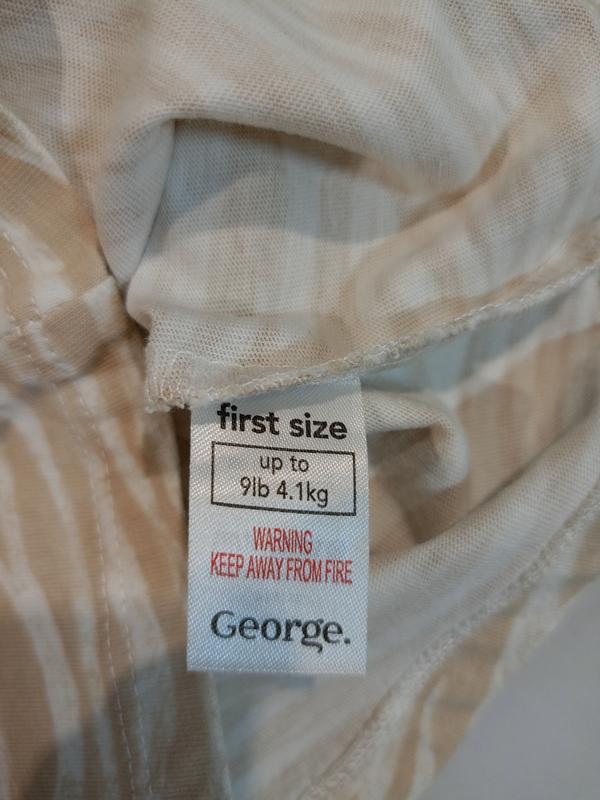 first size
up to
9lb 4.1kg
WARNING
KEEP AWAY FROM FIRE
George.